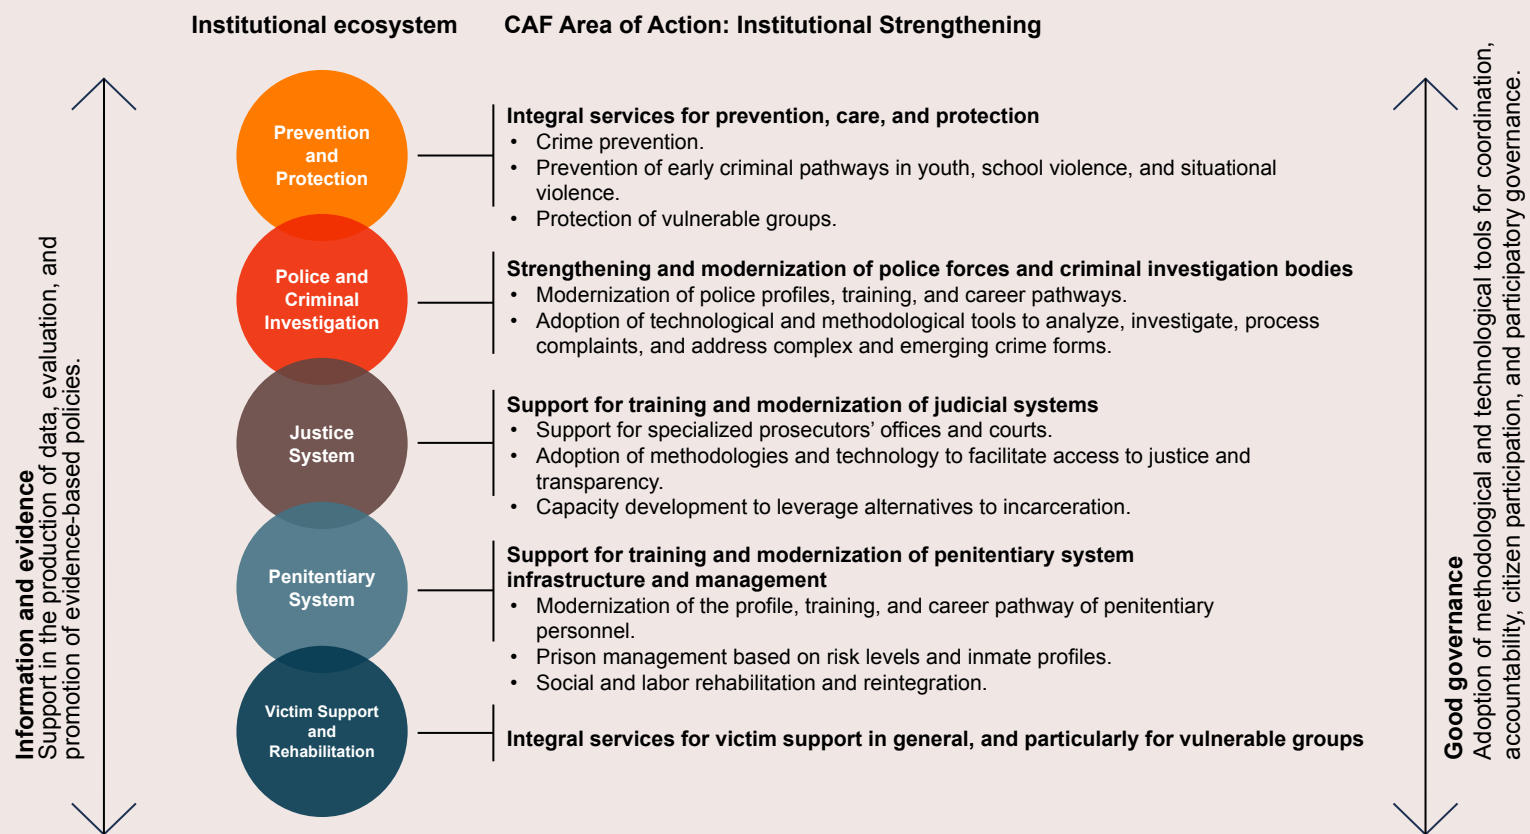 Institutional ecosystem
CAF Area of Action: Institutional Strengthening
Information and evidence
Support in the production of data, evaluation, and
promotion of evidence-based policies.
Prevention
and
Protection
Integral services for prevention, care, and protection
• Crime prevention.
• Prevention of early criminal pathways in youth, school violence, and situational
violence.
• Protection of vulnerable groups.
Police and
Criminal
Investigation
Strengthening and modernization of police forces and criminal investigation bodies
• Modernization of police profiles, training, and career pathways.
• Adoption of technological and methodological tools to analyze, investigate, process
complaints, and address complex and emerging crime forms.
Justice
System
Support for training and modernization of judicial systems
• Support for specialized prosecutors’ offices and courts.
• Adoption of methodologies and technology to facilitate access to justice and
transparency.
• Capacity development to leverage alternatives to incarceration.
Penitentiary
System
Support for training and modernization of penitentiary system
infrastructure and management
• Modernization of the profile, training, and career pathway of penitentiary
personnel.
• Prison management based on risk levels and inmate profiles.
• Social and labor rehabilitation and reintegration.
Victim Support
and
Rehabilitation
Integral services for victim support in general, and particularly for vulnerable groups
Good governance
Adoption of methodological and technological tools for coordination,
accountability, citizen participation, and participatory governance.